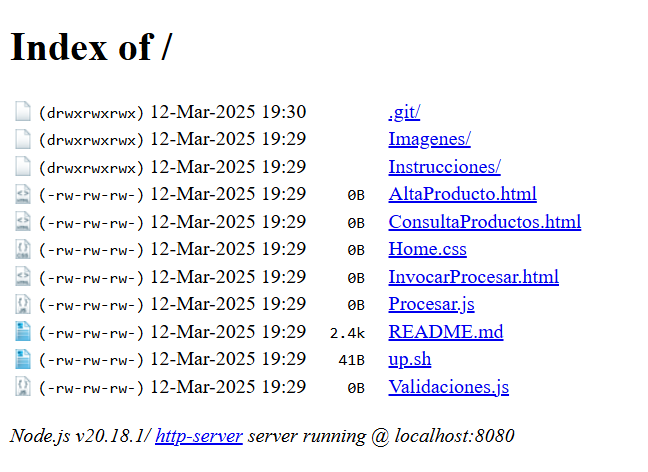 Index of /
(drwxrwxrwx) 12-Mar-2025 19:30 .git/
(drwxrwxrwx) 12-Mar-2025 19:29 Imagenes/
(drwxrwxrwx) 12-Mar-2025 19:29 Instrucciones/
(-rw-rw-rw-) 12-Mar-2025 19:29 0B AltaProducto.html
(-rw-rw-rw-) 12-Mar-2025 19:29 0B ConsultaProductos.html
(-rw-rw-rw-) 12-Mar-2025 19:29 0B Home.css
(-rw-rw-rw-) 12-Mar-2025 19:29 0B InvocarProcesar.html
(-rw-rw-rw-) 12-Mar-2025 19:29 0B Procesar.js
(-rw-rw-rw-) 12-Mar-2025 19:29 2.4k README.md
(-rw-rw-rw-) 12-Mar-2025 19:29 41B up.sh
(-rw-rw-rw-) 12-Mar-2025 19:29 0B Validaciones.js
Node.js v20.18.1/ http-server server running @ localhost:8080